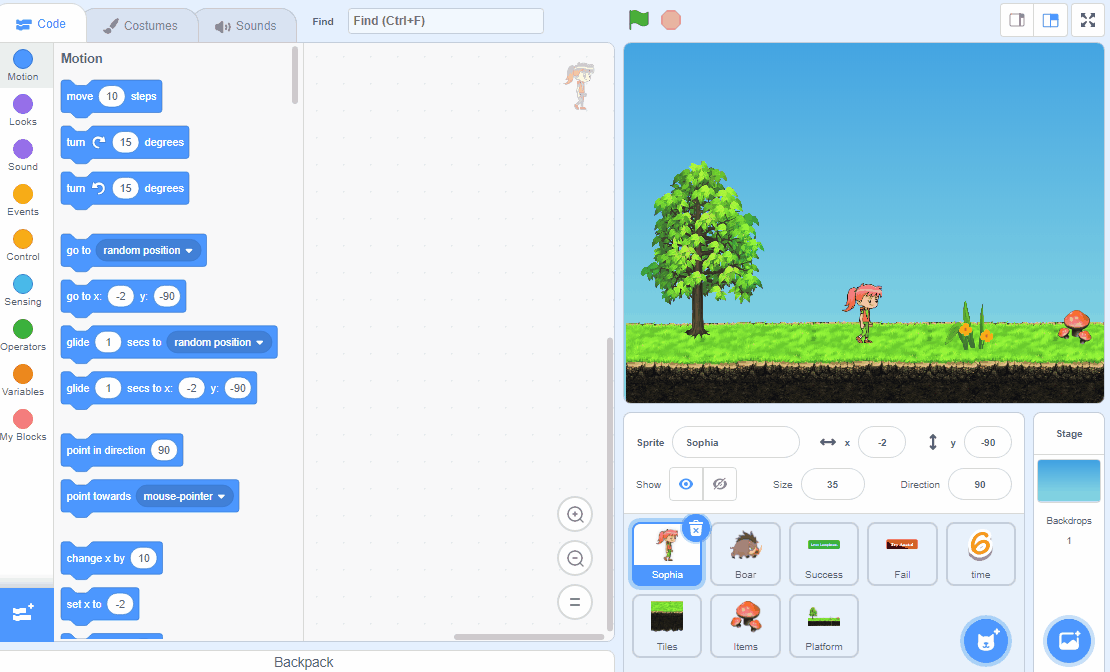 Code
Costumes
Sounds
Find
Find (Ctrl+F)
Motion
Looks
Sound
Events
Control
Sensing
Operators
Variables
My Blocks
Motion
move 10 steps
turn 15 degrees
turn 15 degrees
go to random position
go to x: -2 y: -90
glide 1 secs to random position
glide 1 secs to x: -2 y: -90
point in direction 90
point towards mouse-pointer
change x by 10
set x to -2
Backpack
Sprite Sophia x -2 y -90
Show Size 35 Direction 90
Sophia
Boar
Success
Fail
time
Tiles
Items
Platform
Stage
Backdrops
1